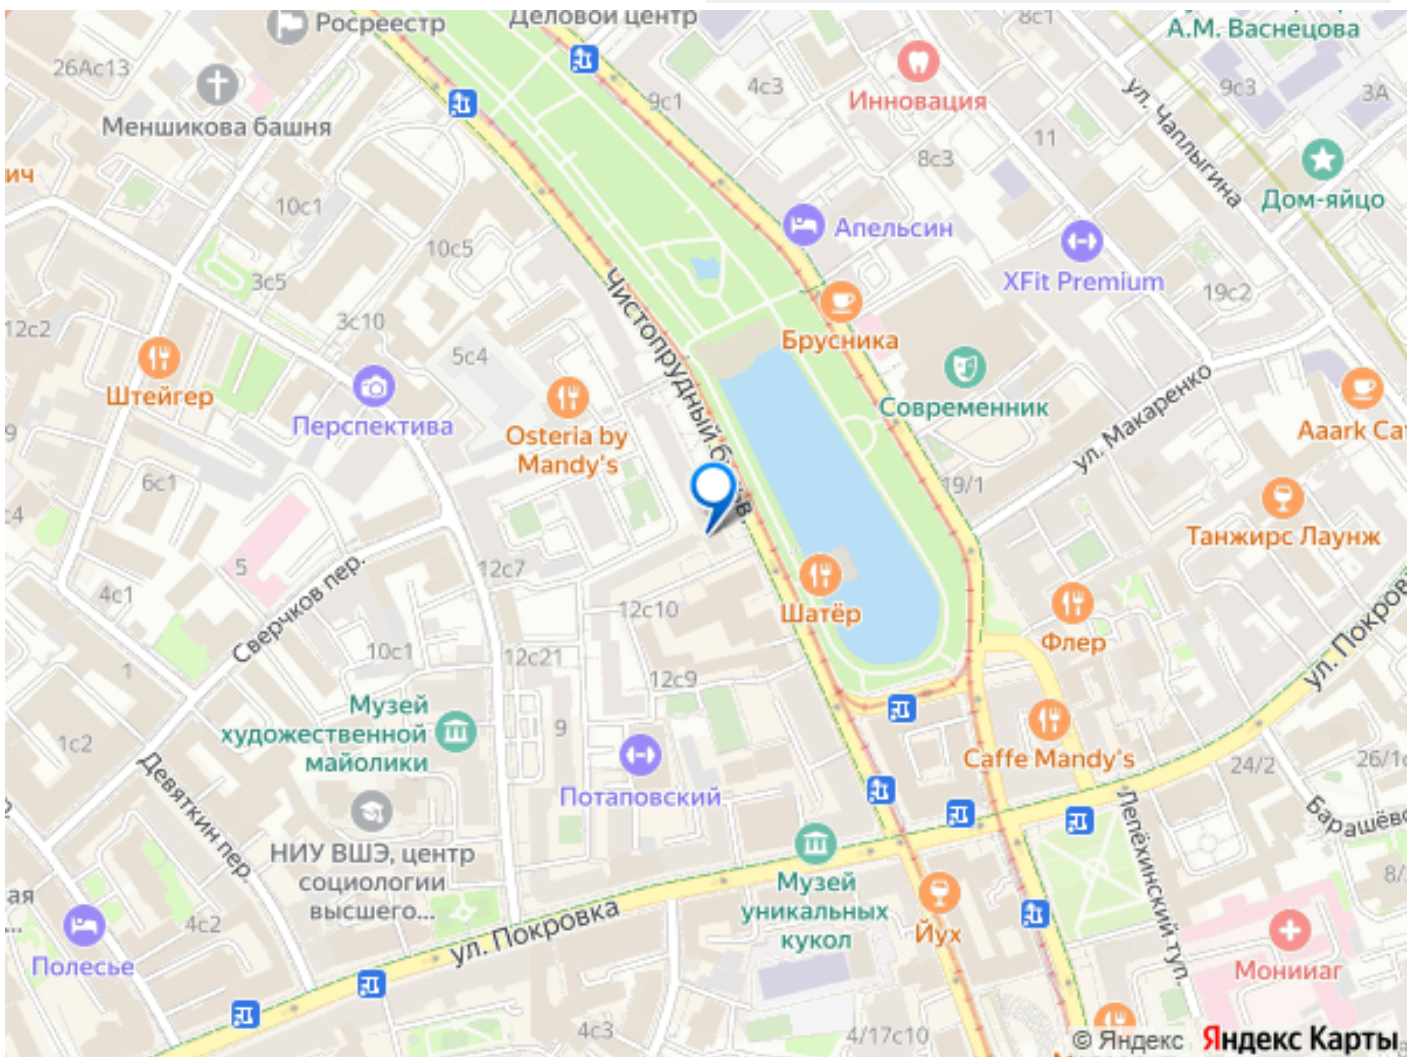 Росреестр
Деловой центр
8с1
А.М. Васнецова
26Ас13
Меншикова башня
9с1
4с3
Инновация
ул. Чаплыгина
9с3
3А
11
8с3
Дом-яйцо
ич
10с1
10с5
Апельсин
XFit Premium
3с5
19с2
12с2
3с10
5с4
Чистопрудный
Брусника
Штейгер
Перспектива
Osteria by
Mandy's
Современник
ул. Макаренко
9
6с1
19/1
Танжирс Лаунж
5
4с1
Сверчков пер.
12с7
12с10
Шатёр
Флер
ул. Покров
1
10с1
12с21
12с9
Музей
художественной
майолики
9
1с2
Девяткин пер.
Потаповский
Caffe Mandy's
24/2
26/1
Лепёхинский туп.
НИУ ВШЭ, центр
социологии
высшего...
Музей
уникальных
кукол
Йух
8/
ая
4с2
Полесье
ул. Покровка
Мониаг
4с3
4/17с10
© Яндекс
Яндекс Карты